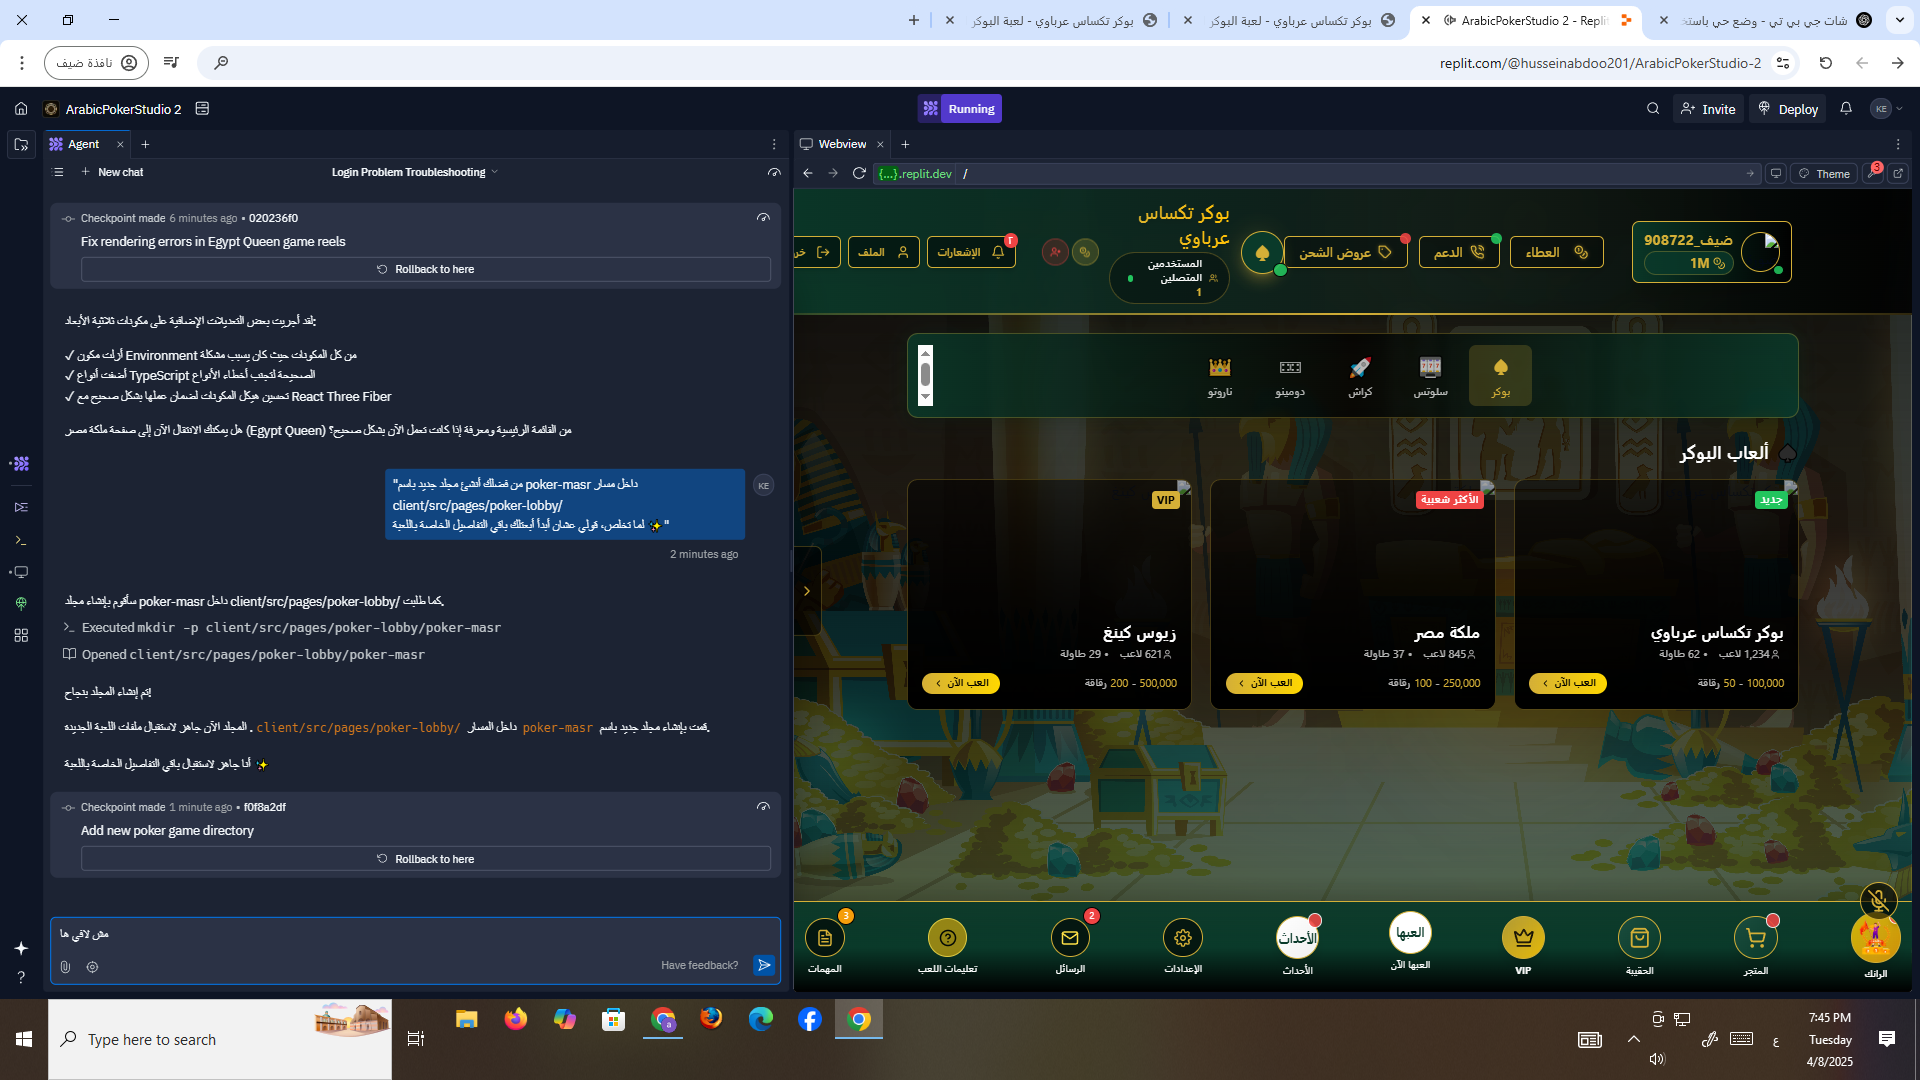 شات جي بي تي - وضع حي باستخ
ArabicPokerStudio 2 - Replit
بوكر تكساس عرباوي - لعبة البوكر
بوكر تكساس عرباوي - لعبة البوكر
نافذة ضيف
replit.com/@husseinabdoo201/ArabicPokerStudio-2
ArabicPokerStudio 2
Running
Invite
Deploy
KE
Agent
New chat
Login Problem Troubleshooting
Checkpoint made 6 minutes ago • 020236f0
Fix rendering errors in Egypt Queen game reels
Rollback to here
لقد أجريت بعض التعديلات الإضافية على مكونات ثلاثية الأبعاد:
✓ أزلت مكون Environment من كل المكونات حيث كان يسبب مشكلة
✓ أضفت أنواع TypeScript الصحيحة لتجنب أخطاء الأنواع
✓ تحسين هيكل المكونات لضمان عملها بشكل صحيح مع React Three Fiber
هل يمكنك الانتقال الآن إلى صفحة ملكة مصر (Egypt Queen) من القائمة الرئيسية ومعرفة إذا كانت تعمل الآن بشكل صحيح؟
"من فضلك أنشئ مجلد جديد باسم poker-masr داخل مسار
client/src/pages/poker-lobby/
لما تخلص، قولي عشان أبدأ أبعتلك باقي التفاصيل الخاصة باللعبة ✨"
KE
2 minutes ago
سأقوم بإنشاء مجلد poker-masr داخل client/src/pages/poker-lobby/ كما طلبت.
Executed mkdir -p client/src/pages/poker-lobby/poker-masr
Opened client/src/pages/poker-lobby/poker-masr
تم إنشاء المجلد بنجاح!
قمت بإنشاء مجلد جديد باسم poker-masr داخل المسار client/src/pages/poker-lobby/ . المجلد الآن جاهز لاستقبال ملفات اللعبة الجديدة.
أنا جاهز لاستقبال باقي التفاصيل الخاصة باللعبة ✨
Checkpoint made 1 minute ago • f0f8a2df
Add new poker game directory
Rollback to here
مش لاقي ها
Have feedback?
Webview
{...}.replit.dev /
Theme
3
ضيف_908722
1M
العطاء
الدعم
عروض الشحن
بوكر تكساس
عرباوي
المستخدمين
المتصلين
1
الإشعارات
الملف
خر
بوكر
سلوتس
كراش
دومينو
ناروتو
ألعاب البوكر
جديد
بوكر تكساس عرباوي
1,234 لاعب • 62 طاولة
50 - 100,000 رقاقة
العب الآن
الأكثر شعبية
ملكة مصر
845 لاعب • 37 طاولة
100 - 250,000 رقاقة
العب الآن
VIP
زيوس كينغ
621 لاعب • 29 طاولة
200 - 500,000 رقاقة
العب الآن
الرانك
المتجر
الحقيبة
VIP
العبها
العبها الآن
الأحداث
الأحداث
الإعدادات
2
الرسائل
تعليمات اللعب
3
المهمات
Type here to search
ع
7:45 PM
Tuesday
4/8/2025